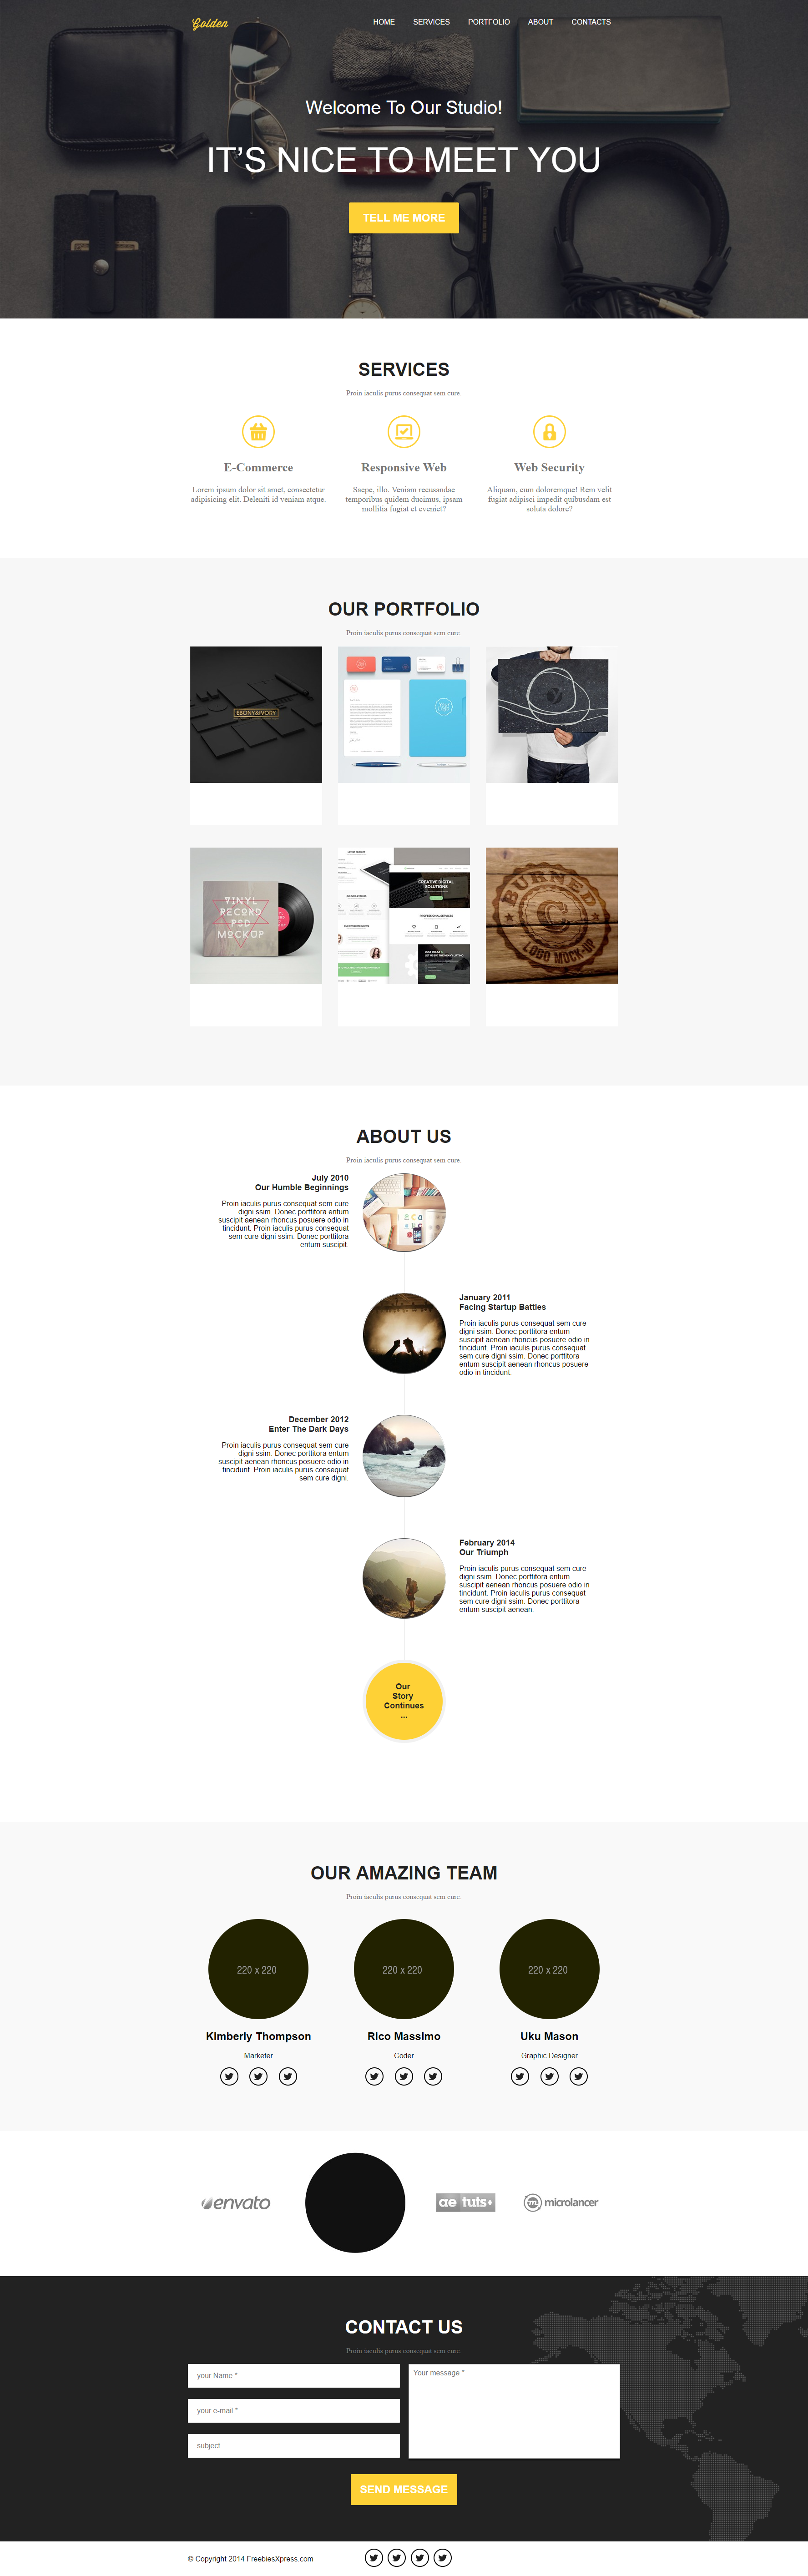 Golden
HOME SERVICES PORTFOLIO ABOUT CONTACTS
Welcome To Our Studio!
IT'S NICE TO MEET YOU
TELL ME MORE
SERVICES
Proin iaculis purus consequat sem cure.
E-Commerce
Lorem ipsum dolor sit amet, consectetur
adipisicing elit. Deleniti id veniam atque.
Responsive Web
Saepe, illo. Veniam recusandae
temporibus quidem ducimus, ipsam
mollitia fugiat et eveniet?
Web Security
Aliquam, cum doloremque! Rem velit
fugiat adipisci impedit quibusdam est
soluta dolore?
OUR PORTFOLIO
Proin iaculis purus consequat sem cure.
EBONY&IVORY
VINYL
RECORD
PSD
MOCKUP
CREATIVE DIGITAL
SOLUTIONS
PROFESSIONAL SERVICES
BURNED
LOGO MOCK-UP
ABOUT US
Proin iaculis purus consequat sem cure.
July 2010
Our Humble Beginnings
Proin iaculis purus consequat sem cure
digni ssim. Donec porttitora entum
suscipit aenean rhoncus posuere odio in
tincidunt. Proin iaculis purus consequat
sem cure digni ssim. Donec porttitora
entum suscipit.
January 2011
Facing Startup Battles
Proin iaculis purus consequat sem cure
digni ssim. Donec porttitora entum
suscipit aenean rhoncus posuere odio in
tincidunt. Proin iaculis purus consequat
sem cure digni ssim. Donec porttitora
entum suscipit aenean rhoncus posuere
odio in tincidunt.
December 2012
Enter The Dark Days
Proin iaculis purus consequat sem cure
digni ssim. Donec porttitora entum
suscipit aenean rhoncus posuere odio in
tincidunt. Proin iaculis purus consequat
sem cure digni.
February 2014
Our Triumph
Proin iaculis purus consequat sem cure
digni ssim. Donec porttitora entum
suscipit aenean rhoncus posuere odio in
tincidunt. Proin iaculis purus consequat
sem cure digni ssim. Donec porttitora
entum suscipit aenean.
Our
Story
Continues
...
OUR AMAZING TEAM
Proin iaculis purus consequat sem cure.
220 x 220
220 x 220
220 x 220
Kimberly Thompson
Marketer
Rico Massimo
Coder
Uku Mason
Graphic Designer
envato
ae tuts+
microlancer
CONTACT US
Proin iaculis purus consequat sem cure.
your Name *
your e-mail *
subject
Your message *
SEND MESSAGE
© Copyright 2014 FreebiesXpress.com